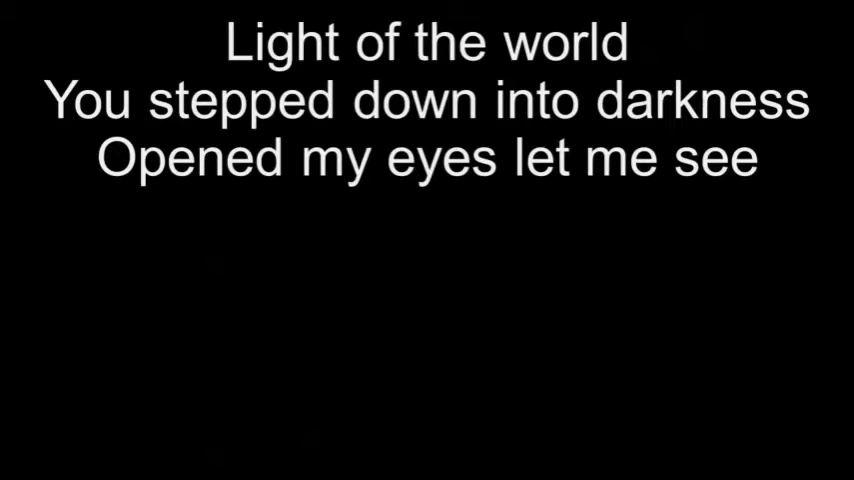 Light of the world
You stepped down into darkness
Opened my eyes let me see